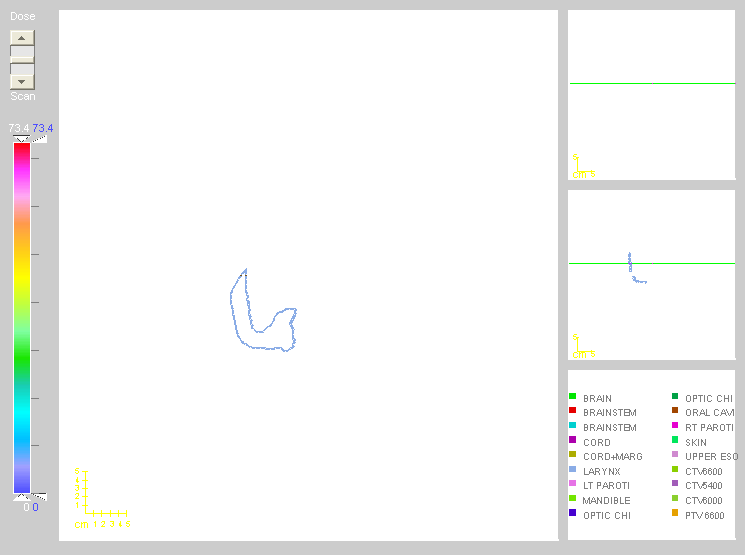 Dose
Scan
73.4 73.4
0 0
5
4
3
2
1
cm 1 2 3 4 5
5
cm 5
5
cm 5
BRAIN
BRAINSTEM
BRAINSTEM
CORD
CORD+MARG
LARYNX
LT PAROTI
MANDIBLE
OPTIC CHI
OPTIC CHI
ORAL CAVI
RT PAROTI
SKIN
UPPER ESO
CTV6600
CTV5400
CTV6000
PTV6600